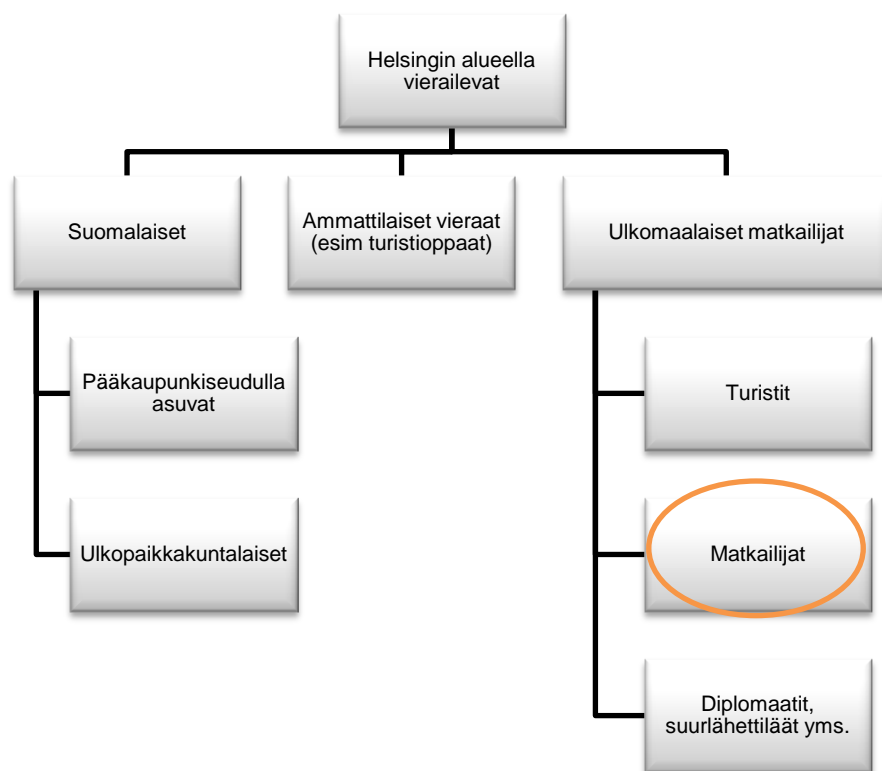 Helsingin alueella
vierailevat
Suomalaiset
Ammattilaiset vieraat
(esim turistioppaat)
Ulkomaalaiset matkailijat
Pääkaupunkiseudulla
asuvat
Turistit
Ulkopaikkakuntalaiset
Matkailijat
Diplomaatit,
suurlähettiläät yms.